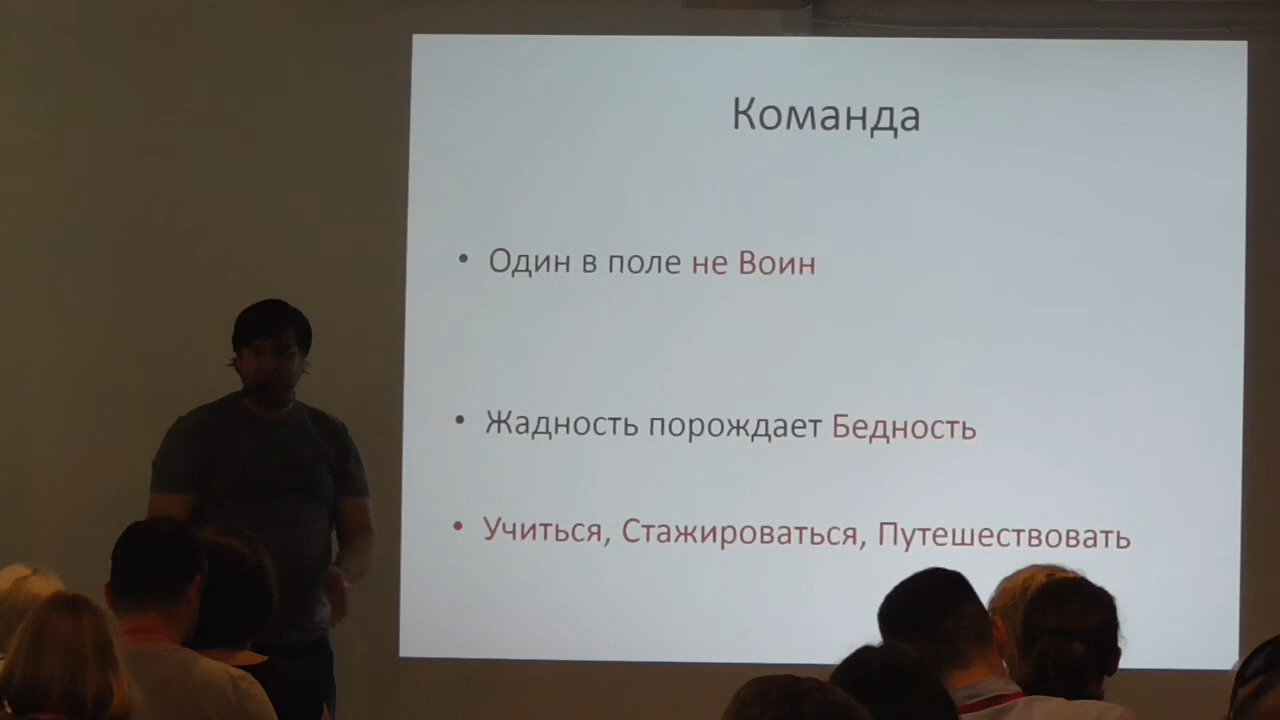 Команда
• Один в поле не Воин
• Жадность порождает Бедность
• Учиться, Стажироваться, Путешествовать